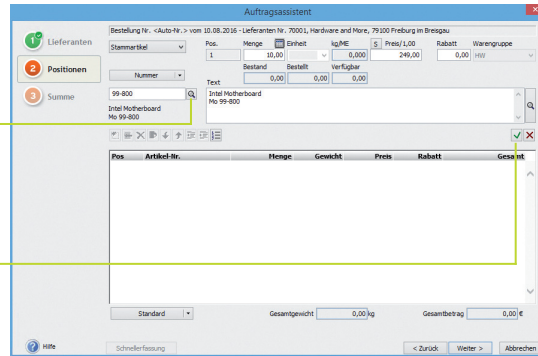 Auftragsassistent
Bestellung Nr. <Auto-Nr.> vom 10.08.2016 - Lieferanten Nr. 70001, Hardware and More, 79100 Freiburg im Breisgau
1 Lieferanten
2 Positionen
3 Summe
Stammartikel
Pos. Menge Einheit kg/ME S Preis/1,00 Rabatt Warengruppe
1 10,00 0,000 249,00 0,00 HW
Bestand Bestellt Verfügbar
Nummer 0,00 0,00 0,00
Text
99-800
Intel Motherboard
Mo 99-800
Intel Motherboard
Mo 99-800
Pos Artikel-Nr. Menge Gewicht Preis Rabatt Gesamt
Standard Gesamtgewicht 0,00 kg Gesamtbetrag 0,00 €
Hilfe Schnellerfassung < Zurück Weiter > Abbrechen